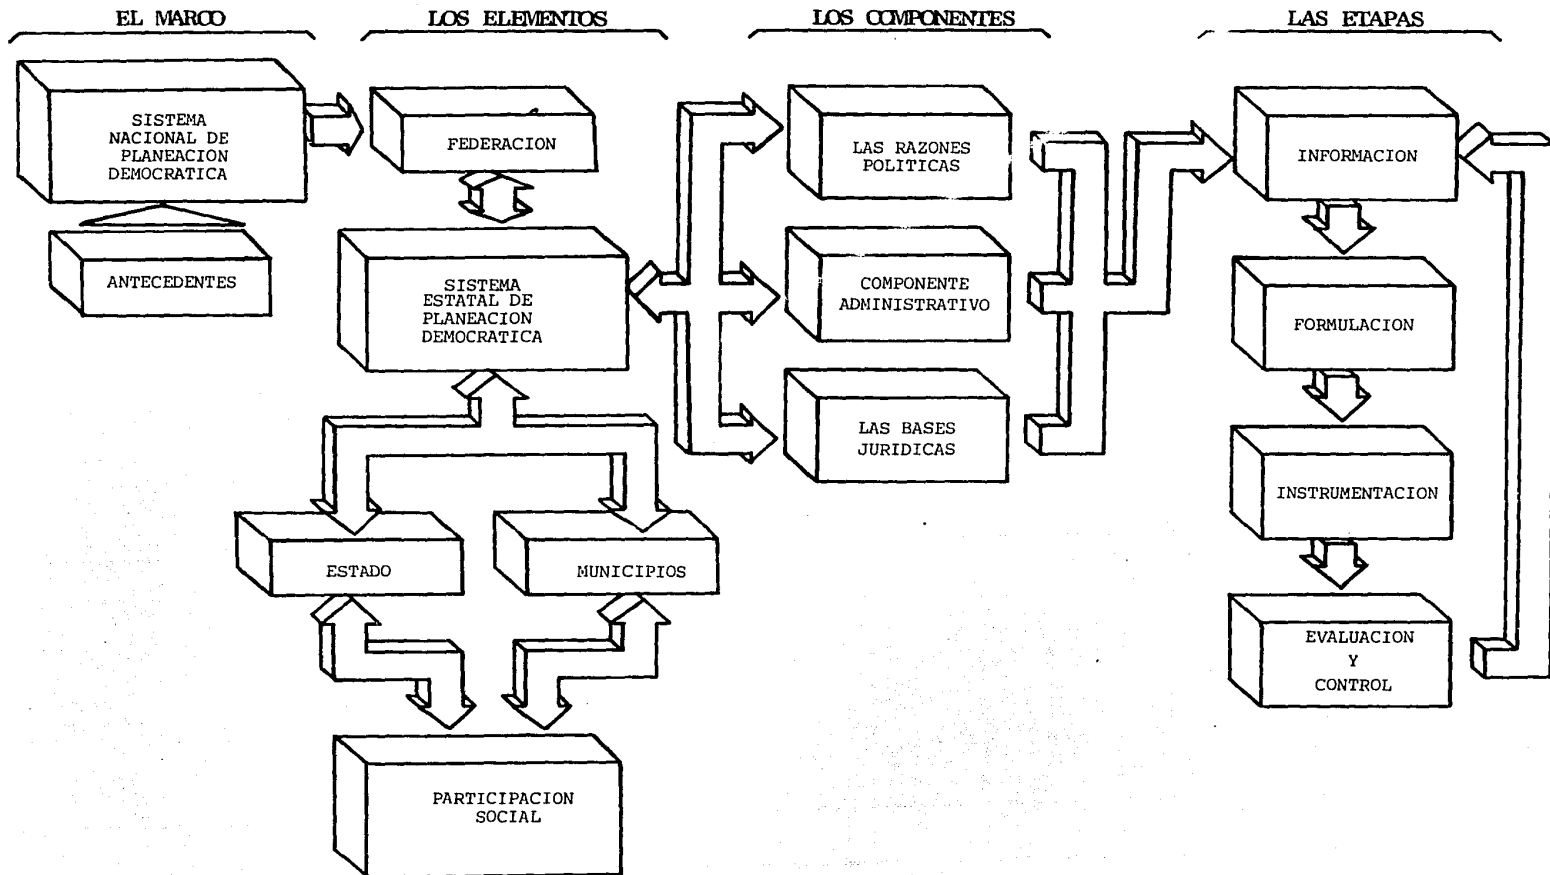 EL MARCO
LOS ELEMENTOS
LOS COMPONENTES
LAS ETAPAS
SISTEMA
NACIONAL DE
PLANEACION
DEMOCRATICA
ANTECEDENTES
FEDERACION
SISTEMA
ESTATAL DE
PLANEACION
DEMOCRATICA
ESTADO
MUNICIPIOS
PARTICIPACION
SOCIAL
LAS RAZONES
POLITICAS
COMPONENTE
ADMINISTRATIVO
LAS BASES
JURIDICAS
INFORMACION
FORMULACION
INSTRUMENTACION
EVALUACION
Y
CONTROL